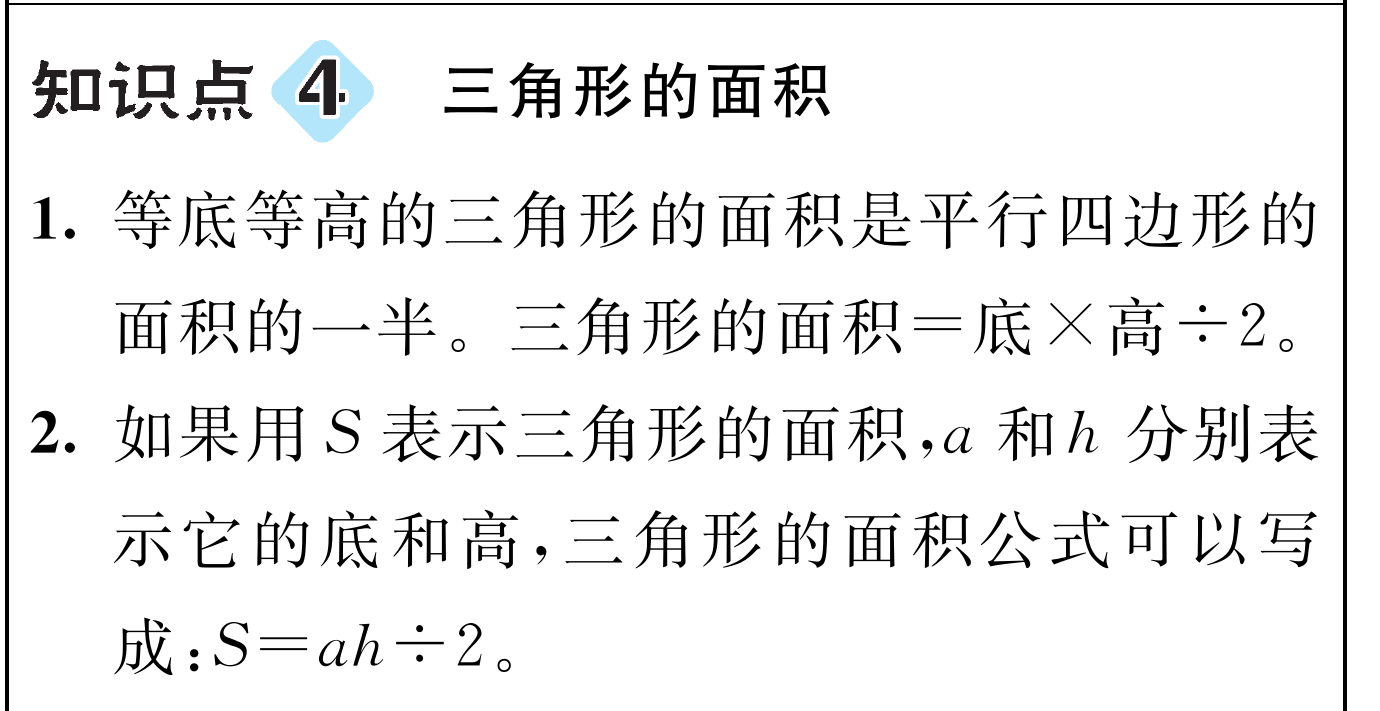 知识点 4 三角形的面积
1. 等底等高的三角形的面积是平行四边形的
面积的一半。三角形的面积=底×高÷2。
2. 如果用 S 表示三角形的面积,a 和 h 分别表
示它的底和高,三角形的面积公式可以写
成:S=ah÷2。